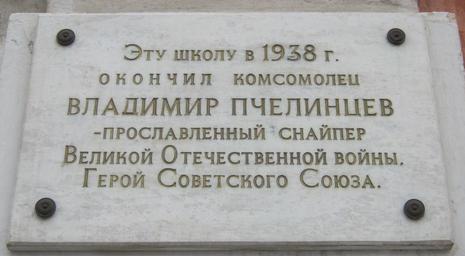 Эту школу в 1938 г.
окончил комсомолец
ВЛАДИМИР ПЧЕЛИНЦЕВ
-прославленный снайпер
Великой Отечественной войны.
Герой Советского Союза.